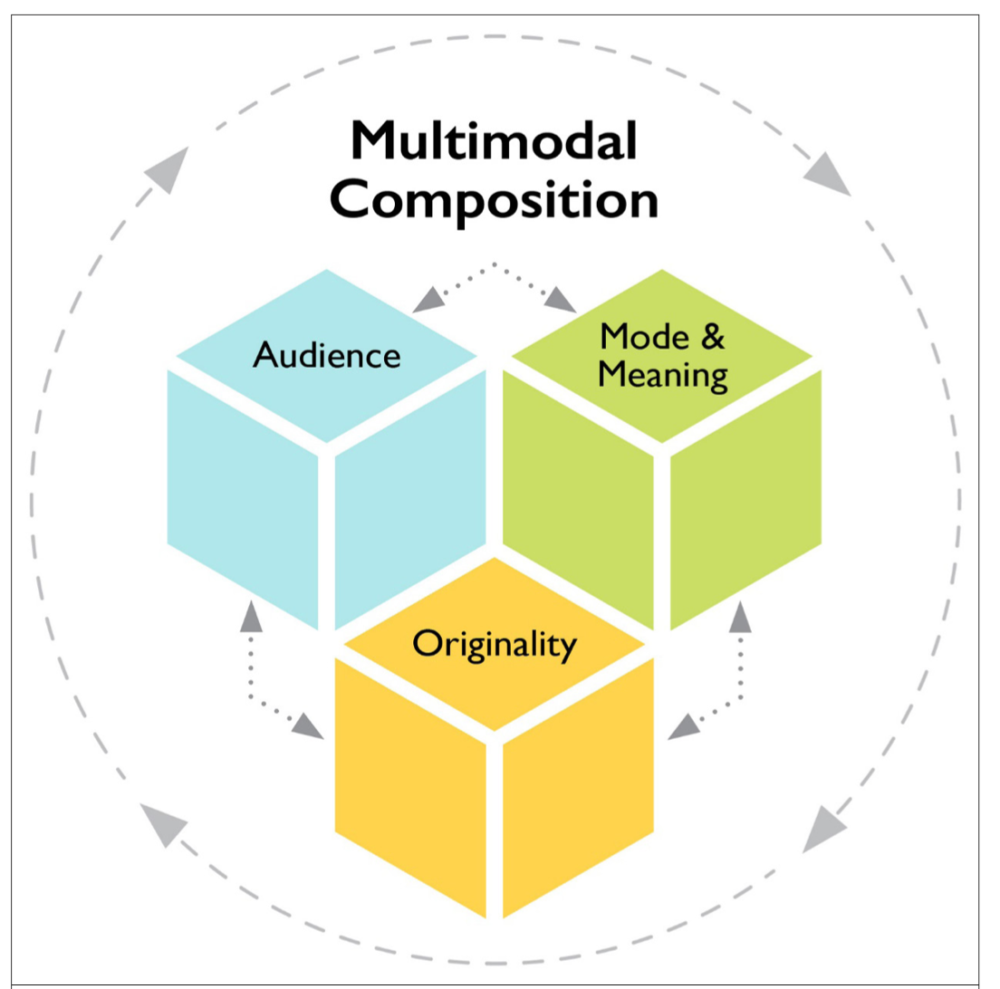 Multimodal
Composition
Audience
Mode &
Meaning
Originality